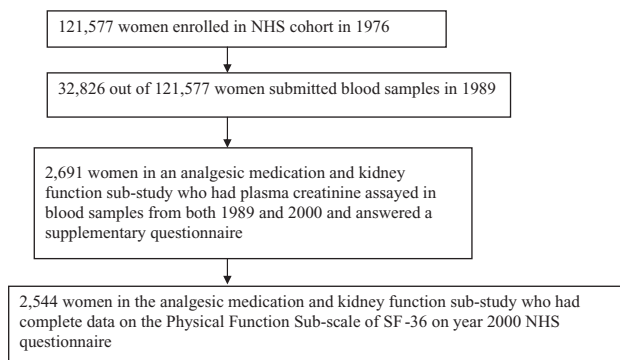 121,577 women enrolled in NHS cohort in 1976
32,826 out of 121,577 women submitted blood samples in 1989
2,691 women in an analgesic medication and kidney
function sub-study who had plasma creatinine assayed in
blood samples from both 1989 and 2000 and answered a
supplementary questionnaire
2,544 women in the analgesic medication and kidney function sub-study who had
complete data on the Physical Function Sub-scale of SF-36 on year 2000 NHS
questionnaire